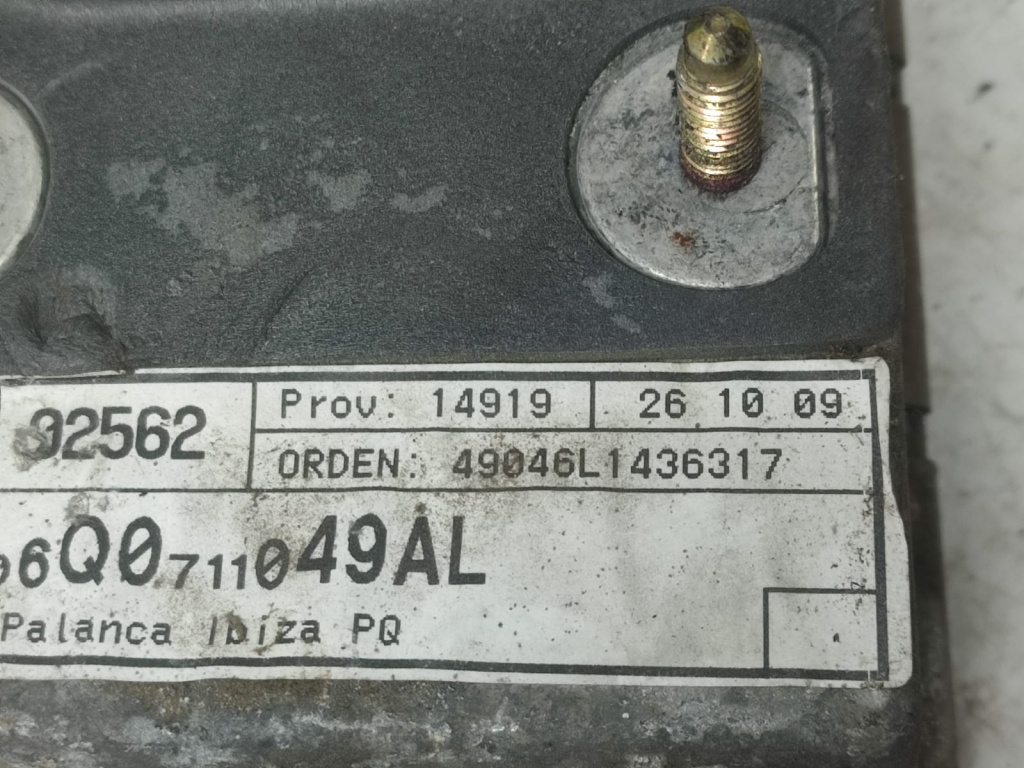 02562 Prov: 14919 26 10 09
ORDEN: 49046L1436317
6Q0711049AL
Palanca Ibiza PQ